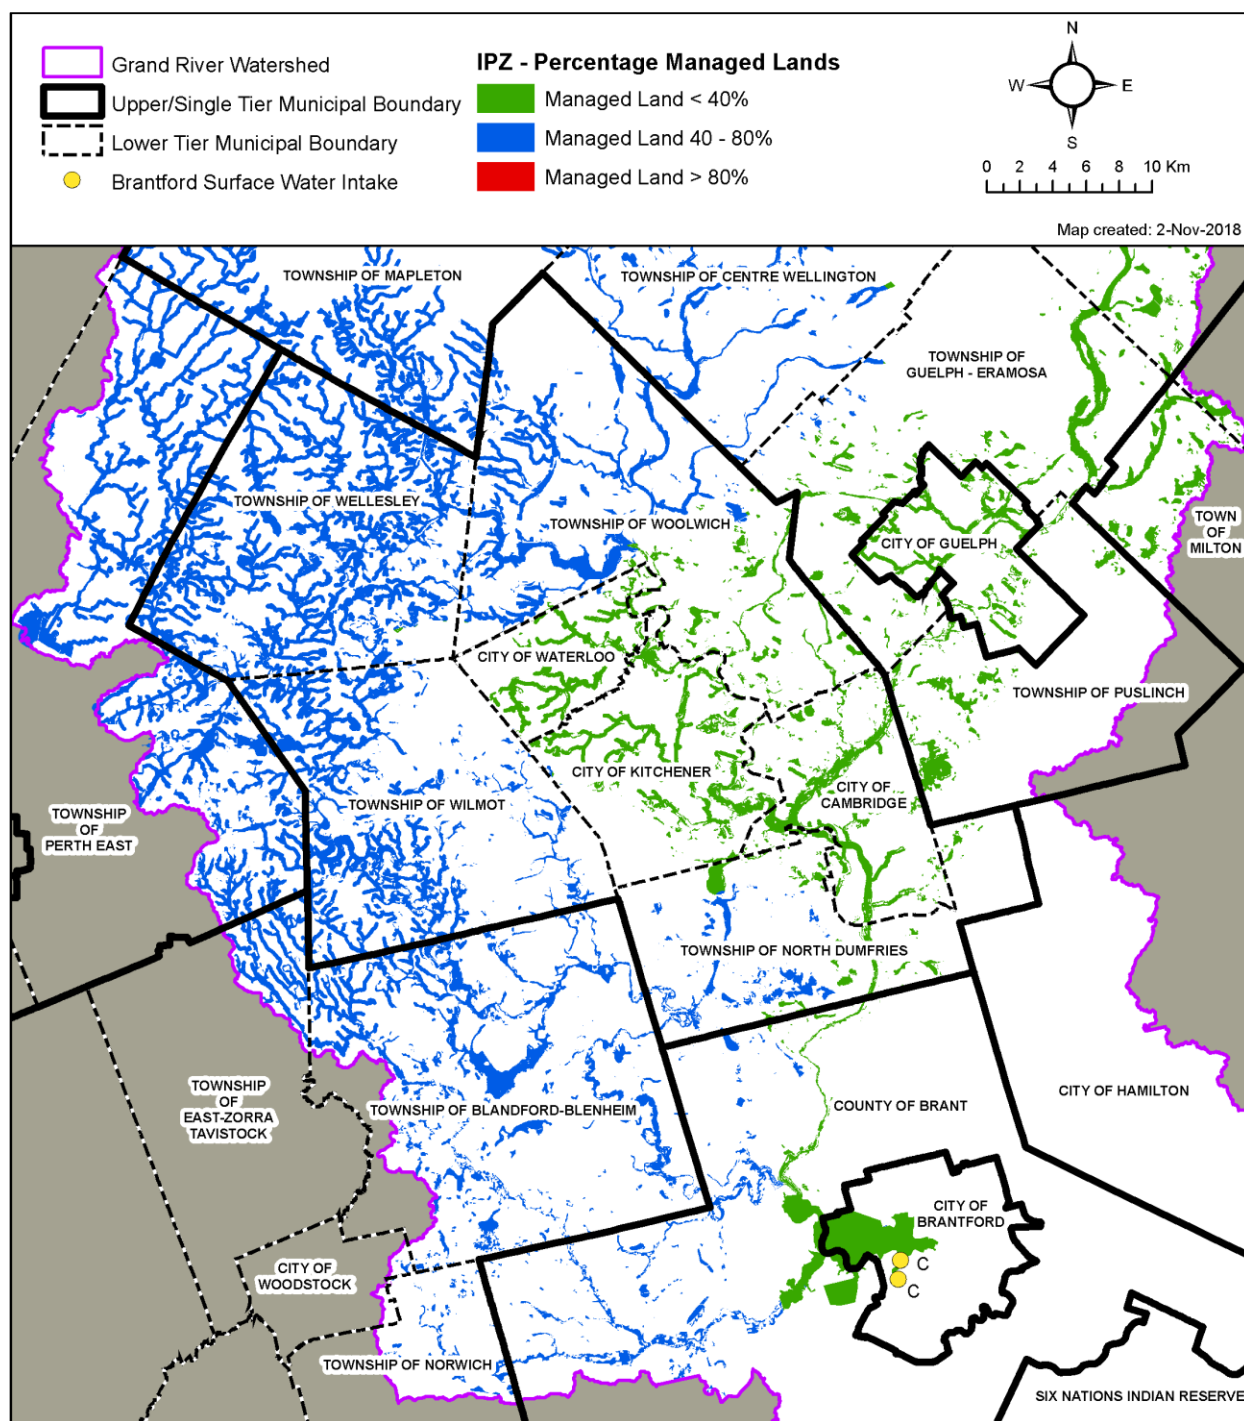 Grand River Watershed
Upper/Single Tier Municipal Boundary
Lower Tier Municipal Boundary
Brantford Surface Water Intake
IPZ - Percentage Managed Lands
Managed Land < 40%
Managed Land 40 - 80%
Managed Land > 80%
N
W
E
S
0 2 4 6 8 10 Km
Map created: 2-Nov-2018
TOWNSHIP OF MAPLETON
TOWNSHIP OF CENTRE WELLINGTON
TOWNSHIP OF
GUELPH - ERAMOSA
TOWNSHIP OF WELLESLEY
TOWNSHIP OF WOOLWICH
CITY OF GUELPH
TOWN
OF
MILTON
CITY OF WATERLOO
TOWNSHIP OF PUSLINCH
CITY OF KITCHENER
CITY OF
CAMBRIDGE
TOWNSHIP OF WILMOT
TOWNSHIP
OF
PERTH EAST
TOWNSHIP OF NORTH DUMFRIES
TOWNSHIP
OF
EAST-ZORRA
TAVISTOCK
TOWNSHIP OF BLANDFORD-BLENHEIM
COUNTY OF BRANT
CITY OF HAMILTON
CITY OF
BRANTFORD
C
C
CITY OF
WOODSTOCK
TOWNSHIP OF NORWICH
SIX NATIONS INDIAN RESERVE